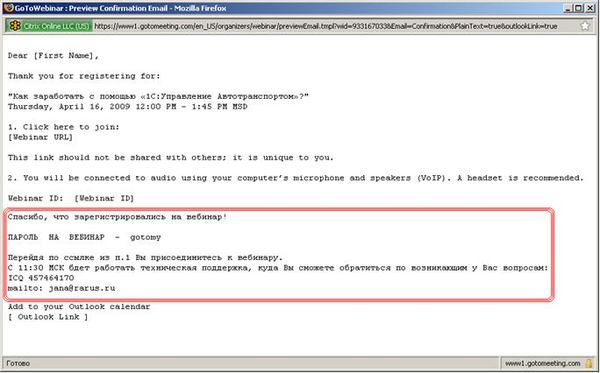 GoToWebinar : Preview Confirmation Email - Mozilla Firefox
Citrix Online LLC (US) https://www1.gotomeeting.com/en_US/organizers/webinar/previewEmail.tmpl?wid=933167033&Email=Confirmation&PlainText=true&outlookLink=true
Dear [First Name],
Thank you for registering for:
"Как заработать с помощью «1С:Управление Автотранспортом»?"
Thursday, April 16, 2009 12:00 PM - 1:45 PM MSD
1. Click here to join:
[Webinar URL]
This link should not be shared with others; it is unique to you.
2. You will be connected to audio using your computer's microphone and speakers (VoIP). A headset is recommended.
Webinar ID: [Webinar ID]
Спасибо, что зарегистрировались на вебинар!
ПАРОЛЬ НА ВЕБИНАР - gotomy
Перейдя по ссылке из п.1 Вы присоединитесь к вебинару.
С 11:30 МСК бдет работать техническая поддержка, куда Вы сможете обратиться по возникающим у Вас вопросам:
ICQ 457464170
mailto: jana@rarus.ru
Add to your Outlook calendar
[ Outlook Link ]
Готово www1.gotomeeting.com